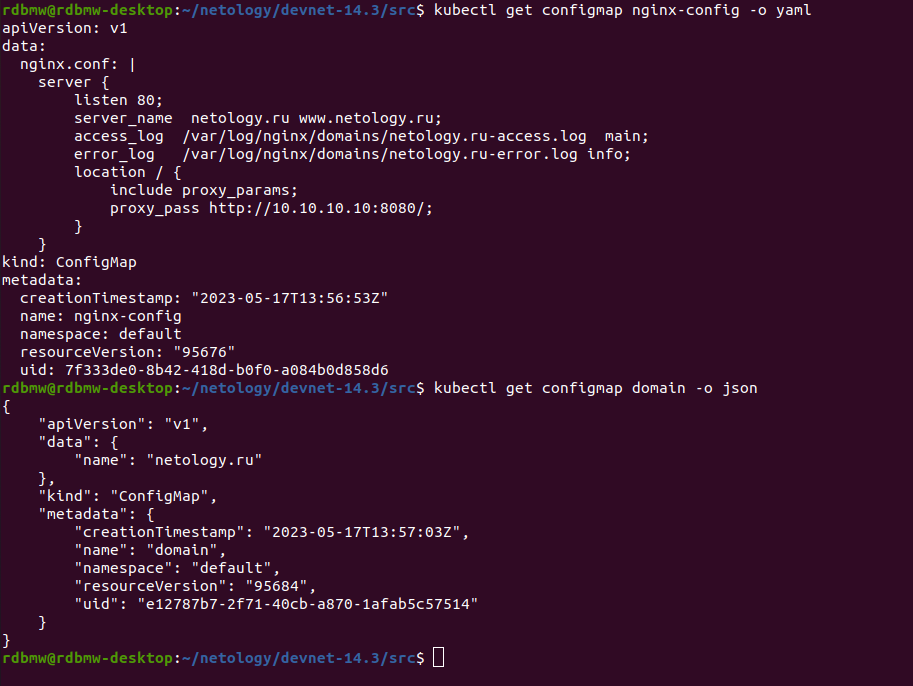 rdbmw@rdbmw-desktop:~/netology/devnet-14.3/src$ kubectl get configmap nginx-config -o yaml
apiVersion: v1
data:
  nginx.conf: |
    server {
        listen 80;
        server_name  netology.ru www.netology.ru;
        access_log  /var/log/nginx/domains/netology.ru-access.log  main;
        error_log   /var/log/nginx/domains/netology.ru-error.log info;
        location / {
            include proxy_params;
            proxy_pass http://10.10.10.10:8080/;
        }
    }
kind: ConfigMap
metadata:
  creationTimestamp: "2023-05-17T13:56:53Z"
  name: nginx-config
  namespace: default
  resourceVersion: "95676"
  uid: 7f333de0-8b42-418d-b0f0-a084b0d858d6
rdbmw@rdbmw-desktop:~/netology/devnet-14.3/src$ kubectl get configmap domain -o json
{
    "apiVersion": "v1",
    "data": {
        "name": "netology.ru"
    },
    "kind": "ConfigMap",
    "metadata": {
        "creationTimestamp": "2023-05-17T13:57:03Z",
        "name": "domain",
        "namespace": "default",
        "resourceVersion": "95684",
        "uid": "e12787b7-2f71-40cb-a870-1afab5c57514"
    }
}
rdbmw@rdbmw-desktop:~/netology/devnet-14.3/src$